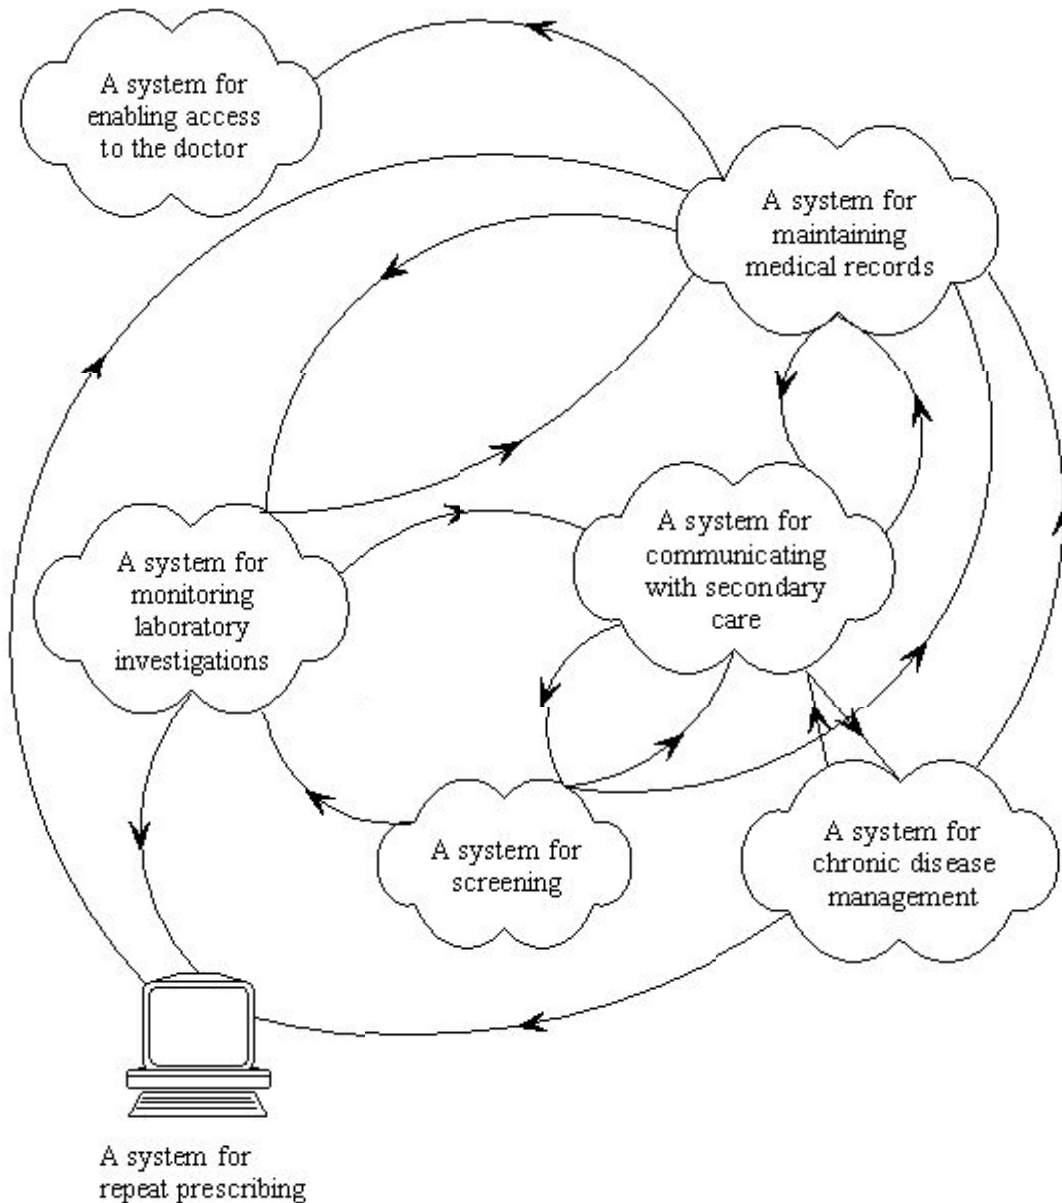 A system for
enabling access
to the doctor
A system for
maintaining
medical records
A system for
monitoring
laboratory
investigations
A system for
communicating
with secondary
care
A system for
screening
A system for
chronic disease
management
A system for
repeat prescribing